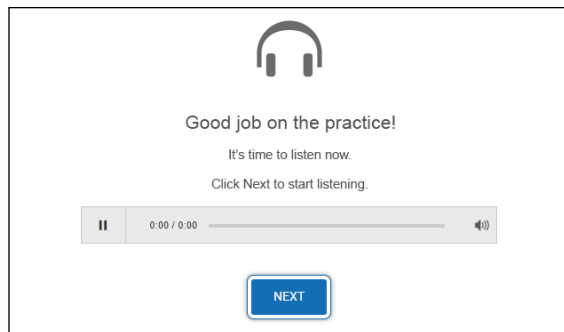 Good job on the practice!
It's time to listen now.
Click Next to start listening.
0:00 / 0:00
NEXT